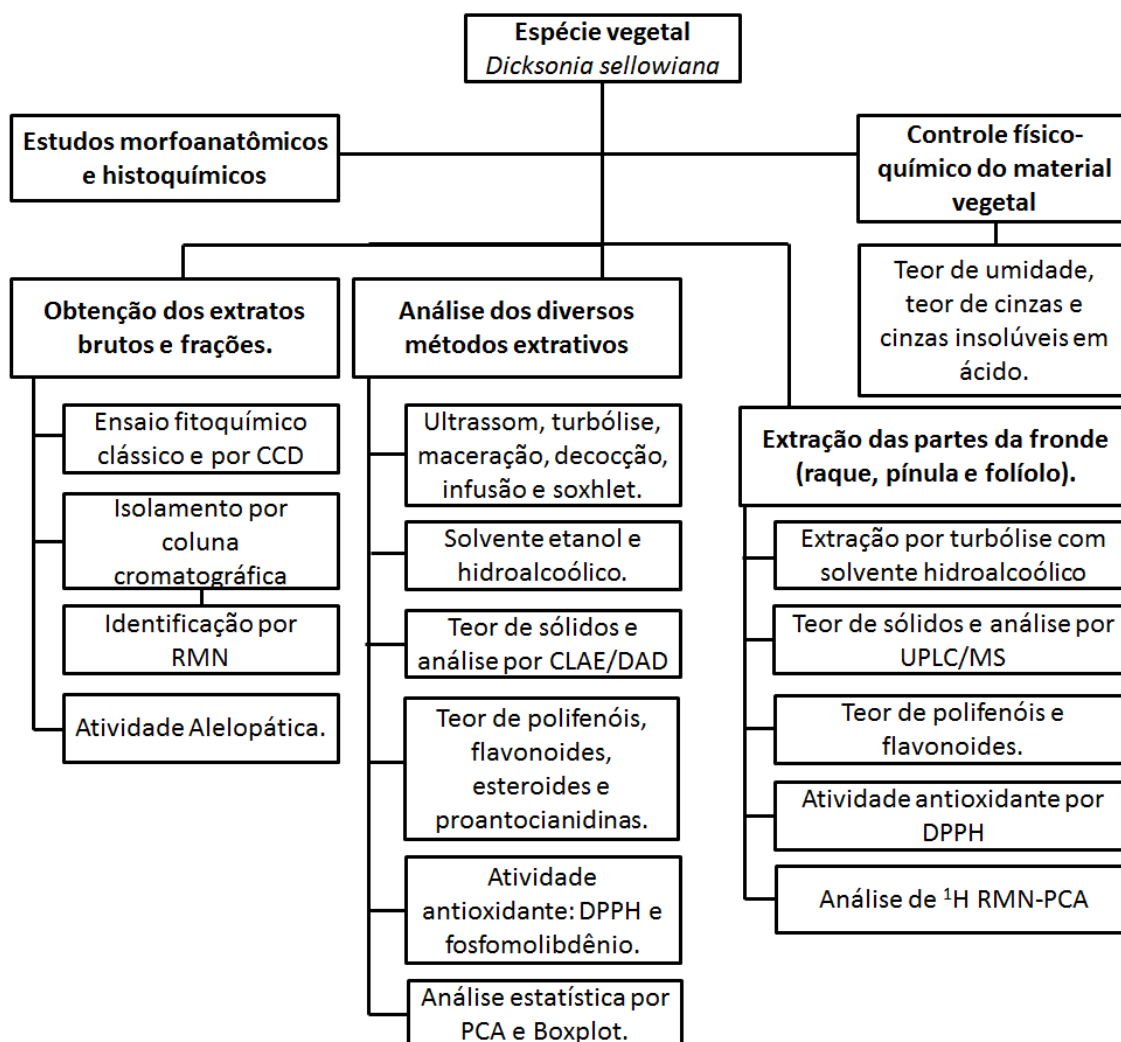 Espécie vegetal
Dicksonia sellowiana
Estudos morfoanatômicos
e histoquímicos
Controle físico-
químico do material
vegetal
Teor de umidade,
teor de cinzas e
cinzas insolúveis em
ácido.
Obtenção dos extratos
brutos e frações.
Ensaio fitoquímico
clássico e por CCD
Isolamento por
coluna
cromatográfica
Identificação por
RMN
Atividade Alelopática.
Análise dos diversos
métodos extrativos
Ultrassom, turbólise,
maceração, decocção,
infusão e soxhlet.
Solvente etanol e
hidroalcoólico.
Teor de sólidos e
análise por CLAE/DAD
Teor de polifenóis,
flavonoides,
esteroides e
proantocianidinas.
Atividade
antioxidante: DPPH e
fosfomolibdênio.
Análise estatística por
PCA e Boxplot.
Extração das partes da fronde
(raque, pínula e folíolo).
Extração por turbólise com
solvente hidroalcoólico
Teor de sólidos e análise por
UPLC/MS
Teor de polifenóis e
flavonoides.
Atividade antioxidante por
DPPH
Análise de ¹H RMN-PCA